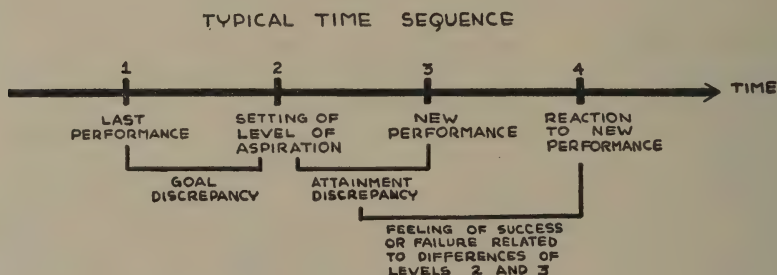 TYPICAL TIME SEQUENCE
1 2 3 4
TIME
LAST
PERFORMANCE
SETTING OF
LEVEL OF
ASPIRATION
NEW
PERFORMANCE
REACTION
TO NEW
PERFORMANCE
GOAL
DISCREPANCY
ATTAINMENT
DISCREPANCY
FEELING OF SUCCESS
OR FAILURE RELATED
TO DIFFERENCES OF
LEVELS 2 AND 3